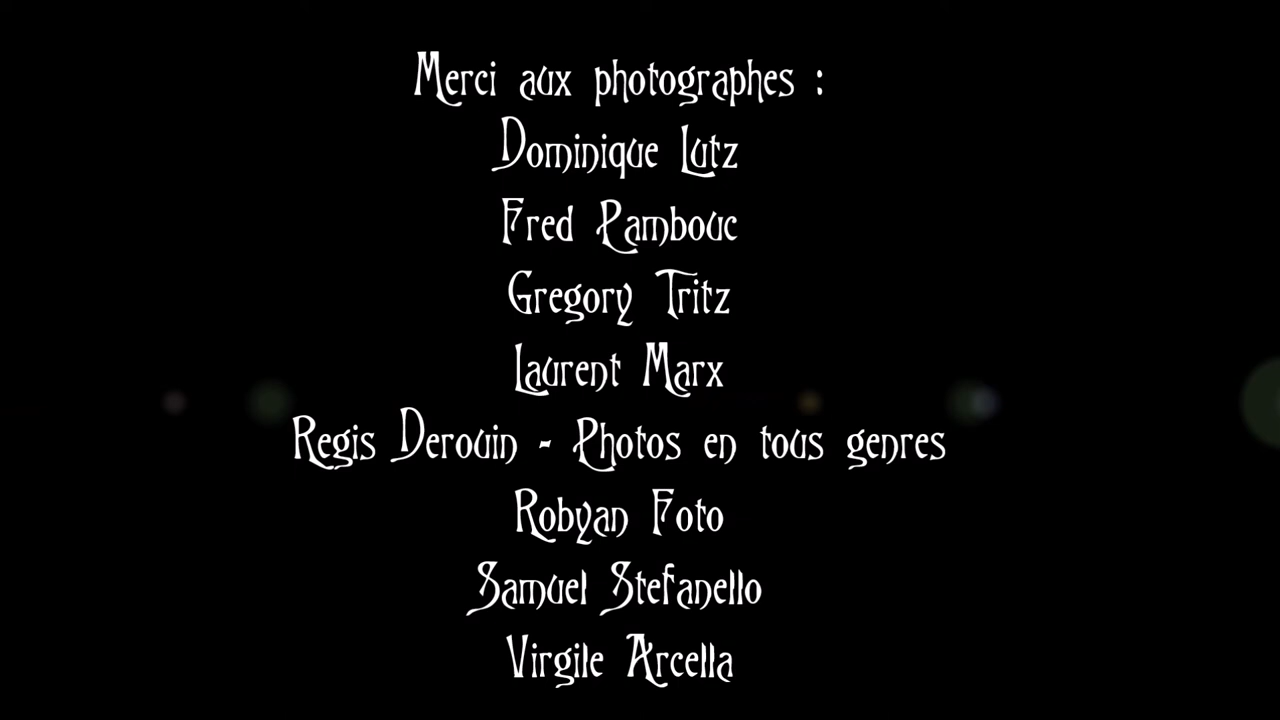 Merci aux photographes :
Dominique Lutz
Fred Pambouc
Gregory Tritz
Laurent Marx
Regis Derouin - Photos en tous genres
Robyan Foto
Samuel Stefanello
Virgile Arcella